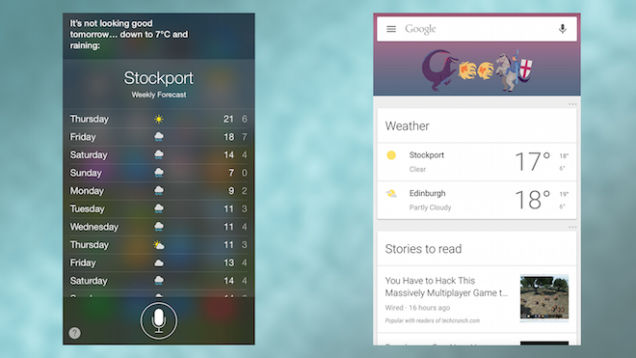 It's not looking good
tomorrow... down to 7°C and
raining:
Stockport
Weekly Forecast
Thursday 21 6
Friday 18 7
Saturday 14 4
Sunday 7 0
Monday 9 2
Tuesday 11 3
Wednesday 11 4
Thursday 11 3
Friday 13 4
Saturday 14 4
?
Google
Weather
Stockport 17° 18°
Clear 6°
Edinburgh 18° 19°
Partly Cloudy 6°
Stories to read
You Have to Hack This
Massively Multiplayer Game t...
Wired - 16 hours ago
Popular with readers of techcrunch.com